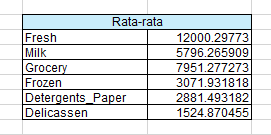 Rata-rata
Fresh 12000.29773
Milk 5796.265909
Grocery 7951.277273
Frozen 3071.931818
Detergents_Paper 2881.493182
Delicassen 1524.870455